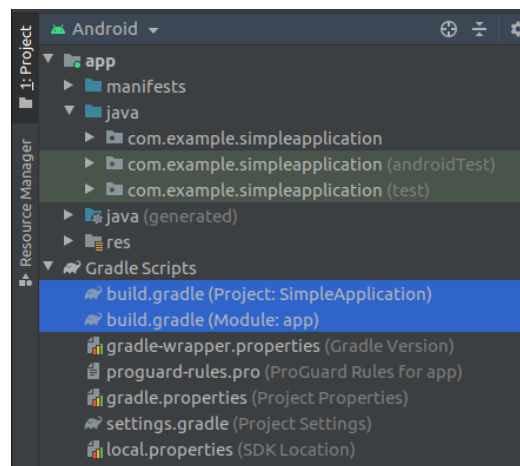 1: Project
Resource Manager
Android
app
manifests
java
com.example.simpleapplication
com.example.simpleapplication (androidTest)
com.example.simpleapplication (test)
java (generated)
res
Gradle Scripts
build.gradle (Project: SimpleApplication)
build.gradle (Module: app)
gradle-wrapper.properties (Gradle Version)
proguard-rules.pro (ProGuard Rules for app)
gradle.properties (Project Properties)
settings.gradle (Project Settings)
local.properties (SDK Location)